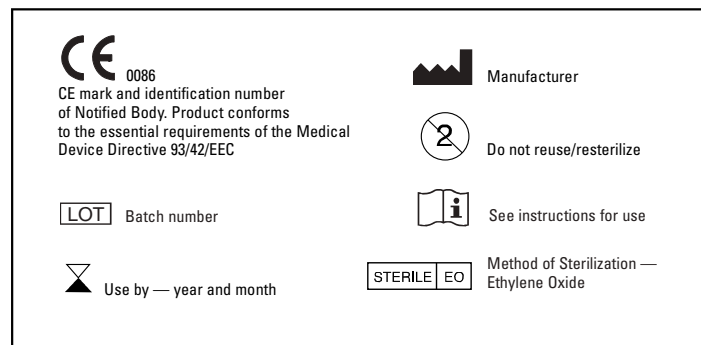 CE 0086
CE mark and identification number
of Notified Body. Product conforms
to the essential requirements of the Medical
Device Directive 93/42/EEC
LOT Batch number
Use by — year and month
Manufacturer
2 Do not reuse/resterilize
i See instructions for use
STERILE EO Method of Sterilization —
Ethylene Oxide